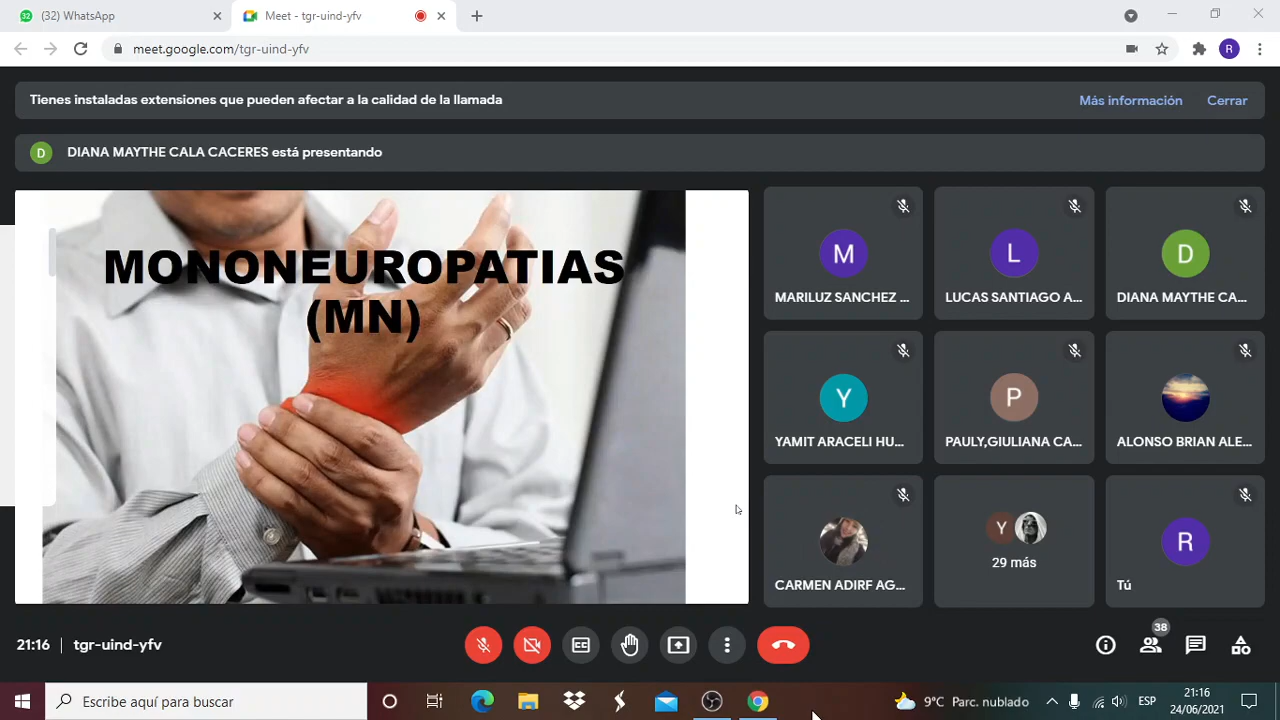 (32) WhatsApp
Meet - tgr-uind-yfv
meet.google.com/tgr-uind-yfv
R
Tienes instaladas extensiones que pueden afectar a la calidad de la llamada
Más información
Cerrar
D
DIANA MAYTHE CALA CACERES está presentando
MONONEUROPATIAS
(MN)
M
MARILUZ SANCHEZ ...
L
LUCAS SANTIAGO A...
D
DIANA MAYTHE CA...
Y
YAMIT ARACELI HU...
P
PAULY,GIULIANA CA...
ALONSO BRIAN ALE...
CARMEN ADIRF AG...
Y
29 más
R
Tú
21:16 | tgr-uind-yfv
CC
38
Escribe aquí para buscar
9°C Parc. nublado
ESP
21:16
24/06/2021